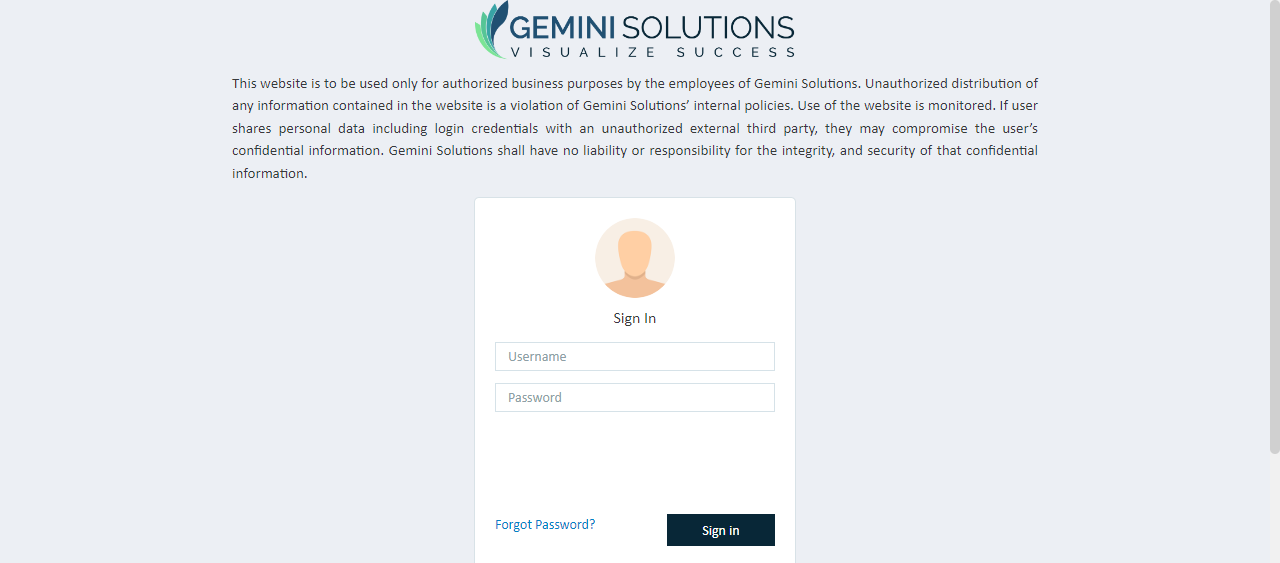 GEMINI SOLUTIONS
VISUALIZE SUCCESS
This website is to be used only for authorized business purposes by the employees of Gemini Solutions. Unauthorized distribution of
any information contained in the website is a violation of Gemini Solutions’ internal policies. Use of the website is monitored. If user
shares personal data including login credentials with an unauthorized external third party, they may compromise the user’s
confidential information. Gemini Solutions shall have no liability or responsibility for the integrity, and security of that confidential
information.
Sign In
Username
Password
Forgot Password?
Sign in